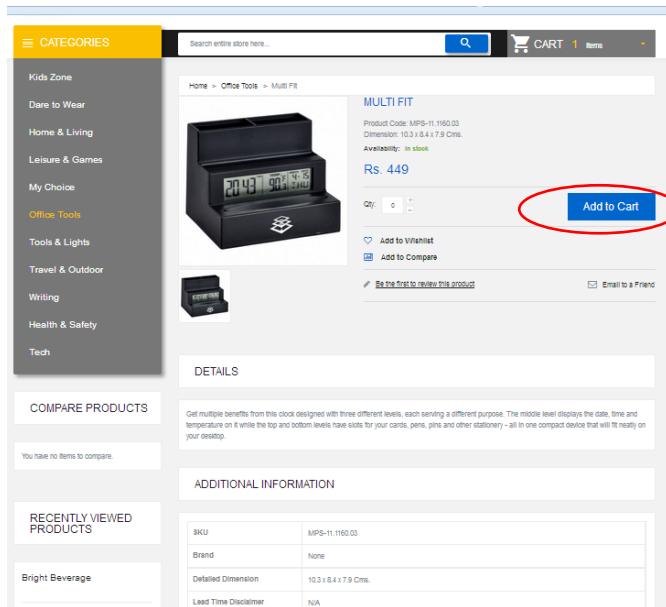 CATEGORIES
Search entire store here...
CART 1 Items
Kids Zone
Dare to Wear
Home & Living
Leisure & Games
My Choice
Office Tools
Tools & Lights
Travel & Outdoor
Writing
Health & Safety
Tech
Home > Office Tools > Multi Fit
MULTI FIT
Product Code: MPS-11.1160.03
Dimension: 10.3 x 8.4 x 7.9 Cms.
Availability: In stock
Rs. 449
Qty: 0
Add to Cart
Add to Wishlist
Add to Compare
Be the first to review this product
Email to a Friend
DETAILS
Get multiple benefits from this clock designed with three different levels, each serving a different purpose. The middle level displays the date, time and
temperature on it while the top and bottom levels have slots for your cards, pens, pins and other stationery - all in one compact device that will fit neatly on
your desktop.
ADDITIONAL INFORMATION
SKU MPS-11.1160.03
Brand None
Detailed Dimension 10.3 x 8.4 x 7.9 Cms.
Lead Time Disclaimer N/A
COMPARE PRODUCTS
You have no items to compare.
RECENTLY VIEWED
PRODUCTS
Bright Beverage